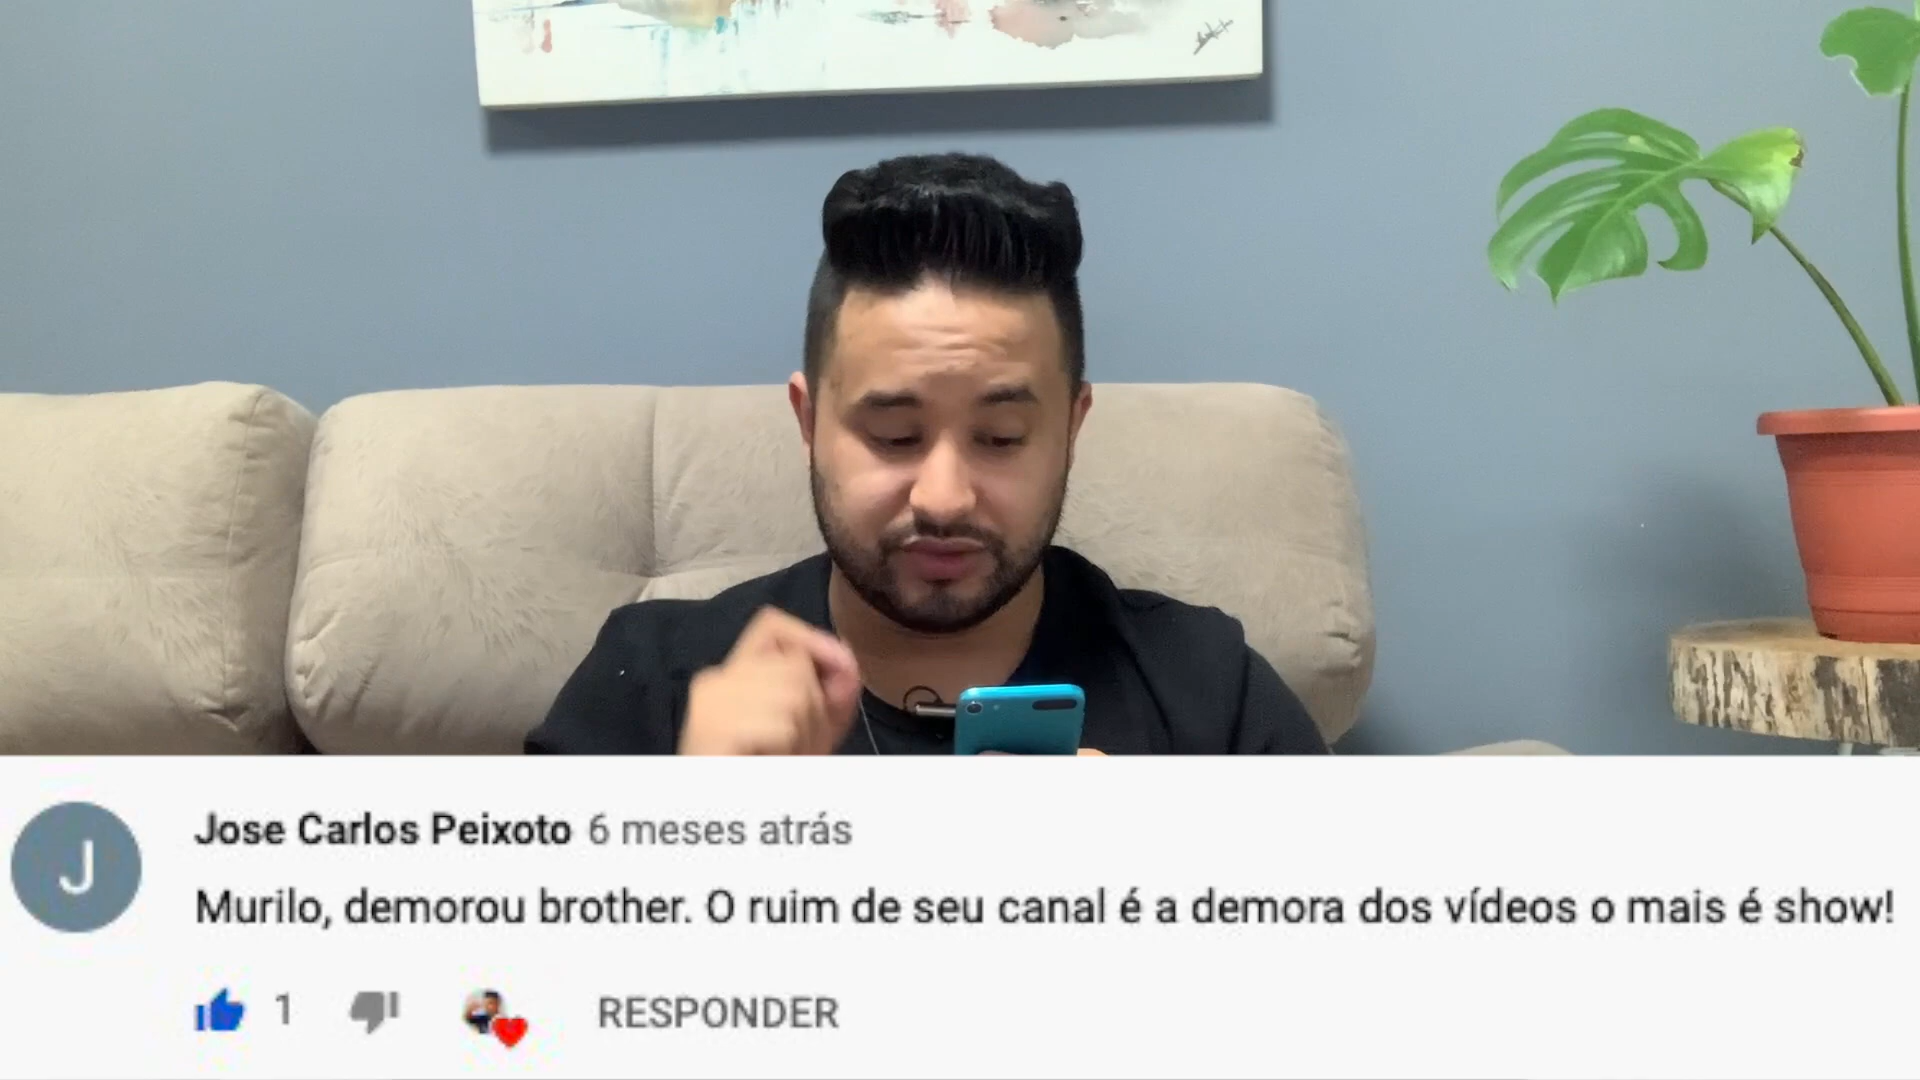 J
Jose Carlos Peixoto 6 meses atrás
Murilo, demorou brother. O ruim de seu canal é a demora dos vídeos o mais é show!
1
RESPONDER